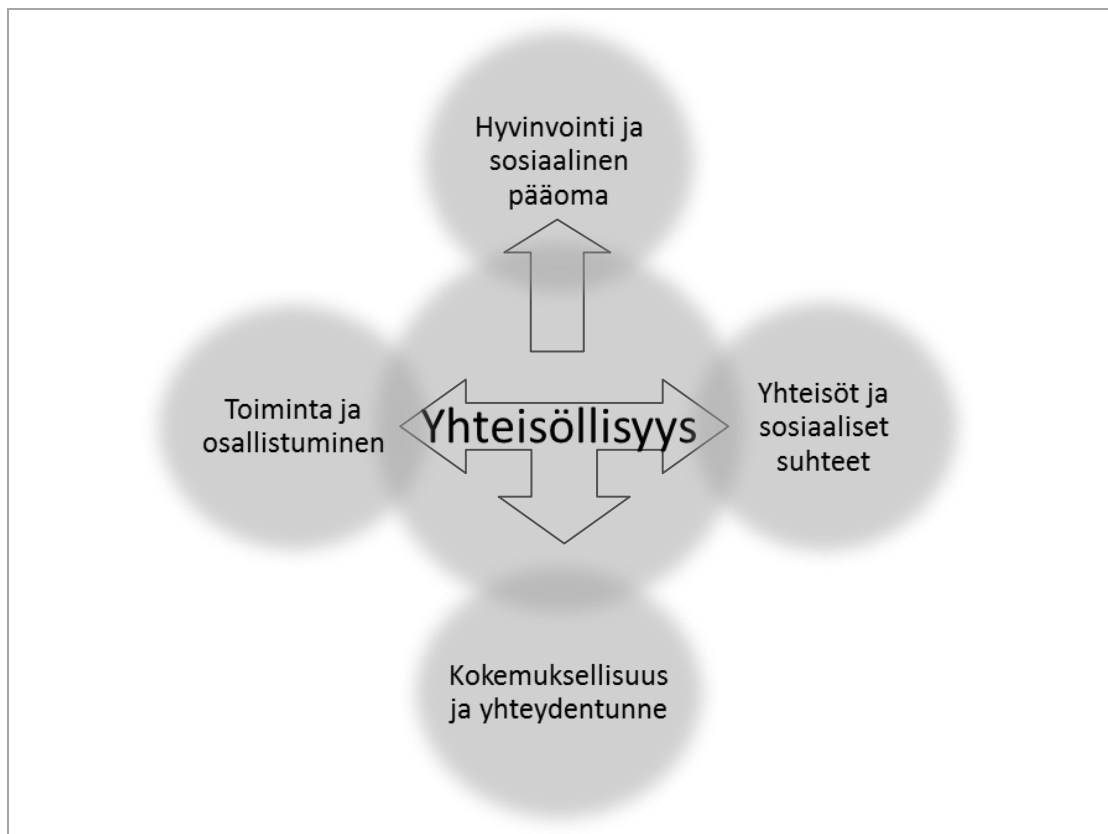 Hyvinvointi ja
sosiaalinen
pääoma
Toiminta ja
osallistuminen
Yhteisöllisyys
Yhteisöt ja
sosiaaliset
suhteet
Kokemuksellisuus
ja yhteydentunne